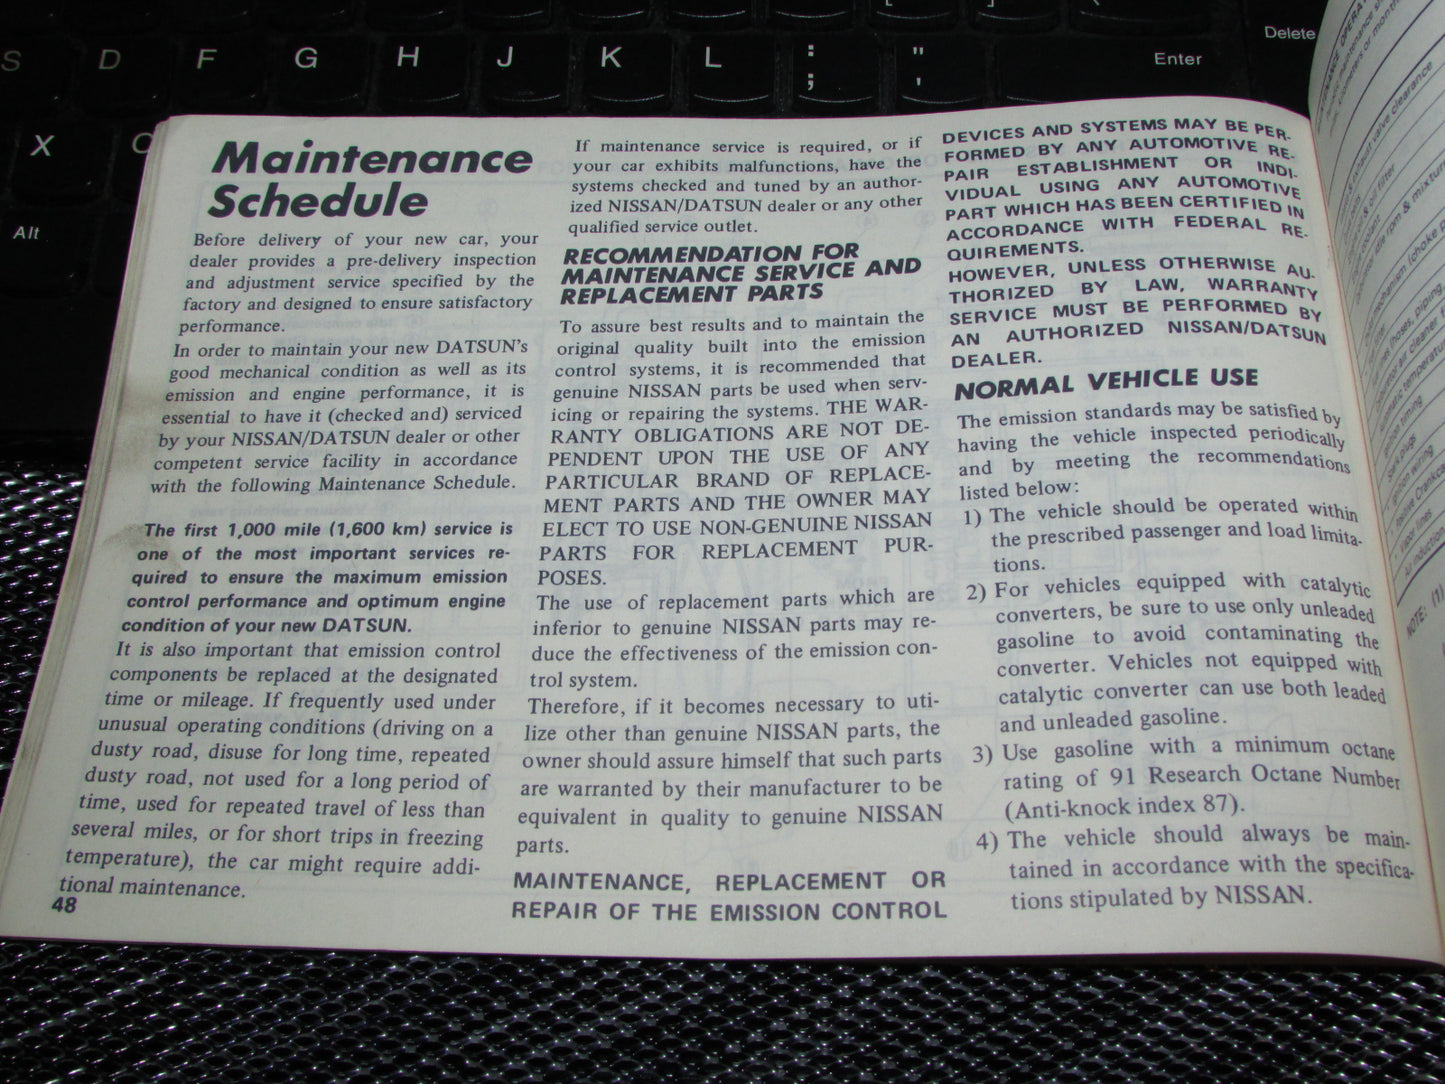 Delete
S D F G H J K L : ; " ' Enter
X C
Alt
Maintenance
Schedule
Before delivery of your new car, your
dealer provides a pre-delivery inspection
and adjustment service specified by the
factory and designed to ensure satisfactory
performance.
In order to maintain your new DATSUN's
good mechanical condition as well as its
emission and engine performance, it is
essential to have it (checked and) serviced
by your NISSAN/DATSUN dealer or other
competent service facility in accordance
with the following Maintenance Schedule.
The first 1,000 mile (1,600 km) service is
one of the most important services re-
quired to ensure the maximum emission
control performance and optimum engine
condition of your new DATSUN.
It is also important that emission control
components be replaced at the designated
time or mileage. If frequently used under
unusual operating conditions (driving on a
dusty road, disuse for long time, repeated
dusty road, not used for a long period of
time, used for repeated travel of less than
several miles, or for short trips in freezing
temperature), the car might require addi-
tional maintenance.
48
If maintenance service is required, or if
your car exhibits malfunctions, have the
systems checked and tuned by an author-
ized NISSAN/DATSUN dealer or any other
qualified service outlet.
RECOMMENDATION FOR
MAINTENANCE SERVICE AND
REPLACEMENT PARTS
To assure best results and to maintain the
original quality built into the emission
control systems, it is recommended that
genuine NISSAN parts be used when serv-
icing or repairing the systems. THE WAR-
RANTY OBLIGATIONS ARE NOT DE-
PENDENT UPON THE USE OF ANY
PARTICULAR BRAND OF REPLACE-
MENT PARTS AND THE OWNER MAY
ELECT TO USE NON-GENUINE NISSAN
PARTS FOR REPLACEMENT PUR-
POSES.
The use of replacement parts which are
inferior to genuine NISSAN parts may re-
duce the effectiveness of the emission con-
trol system.
Therefore, if it becomes necessary to uti-
lize other than genuine NISSAN parts, the
owner should assure himself that such parts
are warranted by their manufacturer to be
equivalent in quality to genuine NISSAN
parts.
MAINTENANCE, REPLACEMENT OR
REPAIR OF THE EMISSION CONTROL
DEVICES AND SYSTEMS MAY BE PER-
FORMED BY ANY AUTOMOTIVE RE-
PAIR ESTABLISHMENT OR INDI-
VIDUAL USING ANY AUTOMOTIVE
PART WHICH HAS BEEN CERTIFIED IN
ACCORDANCE WITH FEDERAL RE-
QUIREMENTS.
HOWEVER, UNLESS OTHERWISE AU-
THORIZED BY LAW, WARRANTY
SERVICE MUST BE PERFORMED BY
AN AUTHORIZED NISSAN/DATSUN
DEALER.
NORMAL VEHICLE USE
The emission standards may be satisfied by
having the vehicle inspected periodically
and by meeting the recommendations
listed below:
1) The vehicle should be operated within
the prescribed passenger and load limita-
tions.
2) For vehicles equipped with catalytic
converters, be sure to use only unleaded
gasoline to avoid contaminating the
converter. Vehicles not equipped with
catalytic converter can use both leaded
and unleaded gasoline.
3) Use gasoline with a minimum octane
rating of 91 Research Octane Number
(Anti-knock index 87).
4) The vehicle should always be main-
tained in accordance with the specifica-
tions stipulated by NISSAN.
valve clearance
oil filter
idle rpm &
mechanism (choke
hoses, piping,
air cleaner
timing
plugs
wiring
Vapor lines
NOTE: (1)